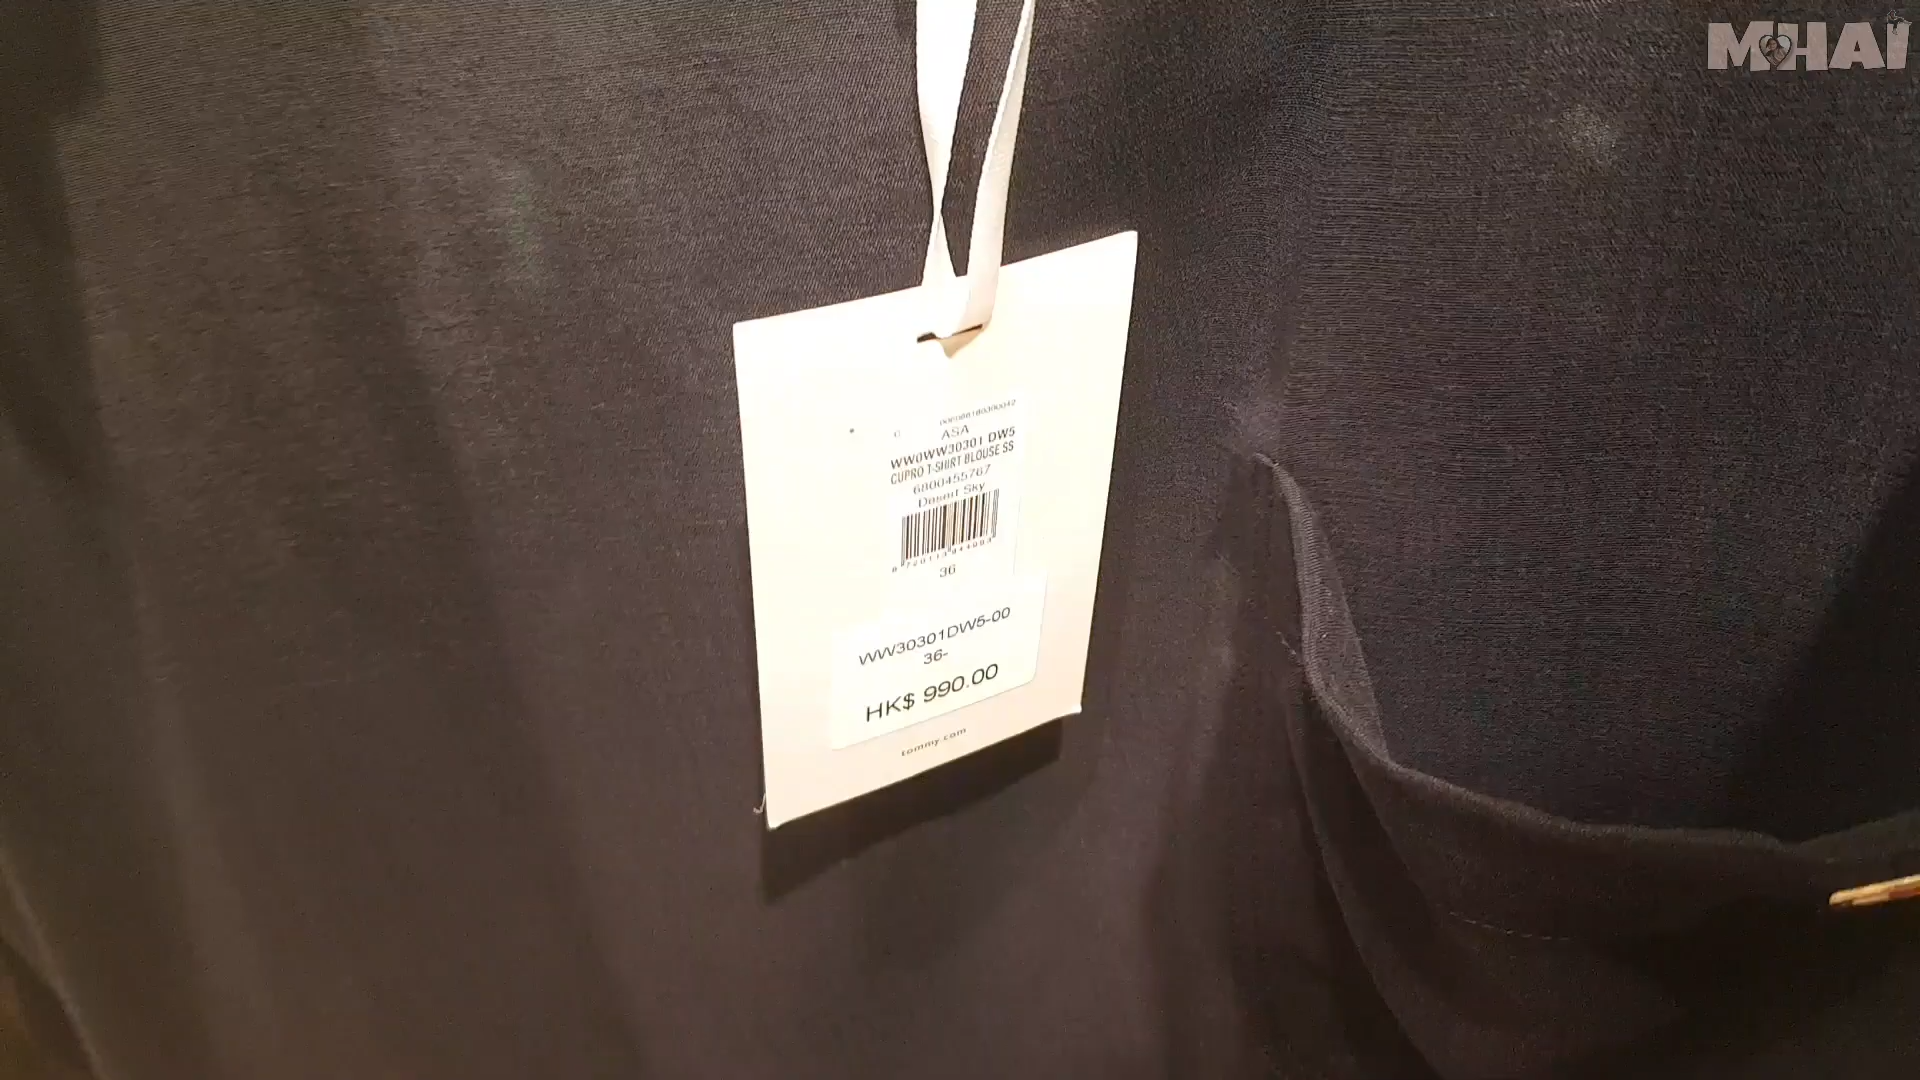 MHAI
ASA
WW0WW30301 DW5
CUPRO T-SHIRT BLOUSE SS
6800455767
Desert Sky
36
WW30301DW5-00
36-
HK$ 990.00
tommy.com